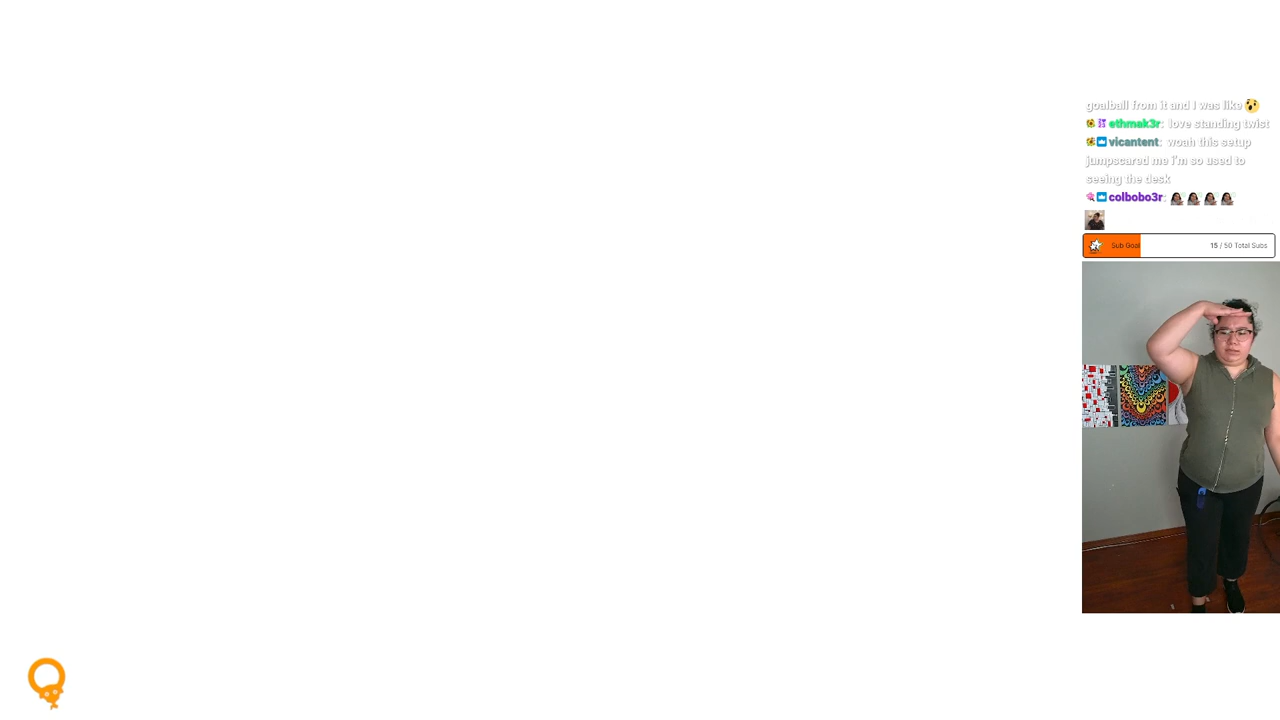 goalball from it and I was like
ethmak3r: love standing twist
vicantent: woah this setup
jumpscared me I'm so used to
seeing the desk
colbobo3r:
Sub Goal 15 / 50 Total Subs